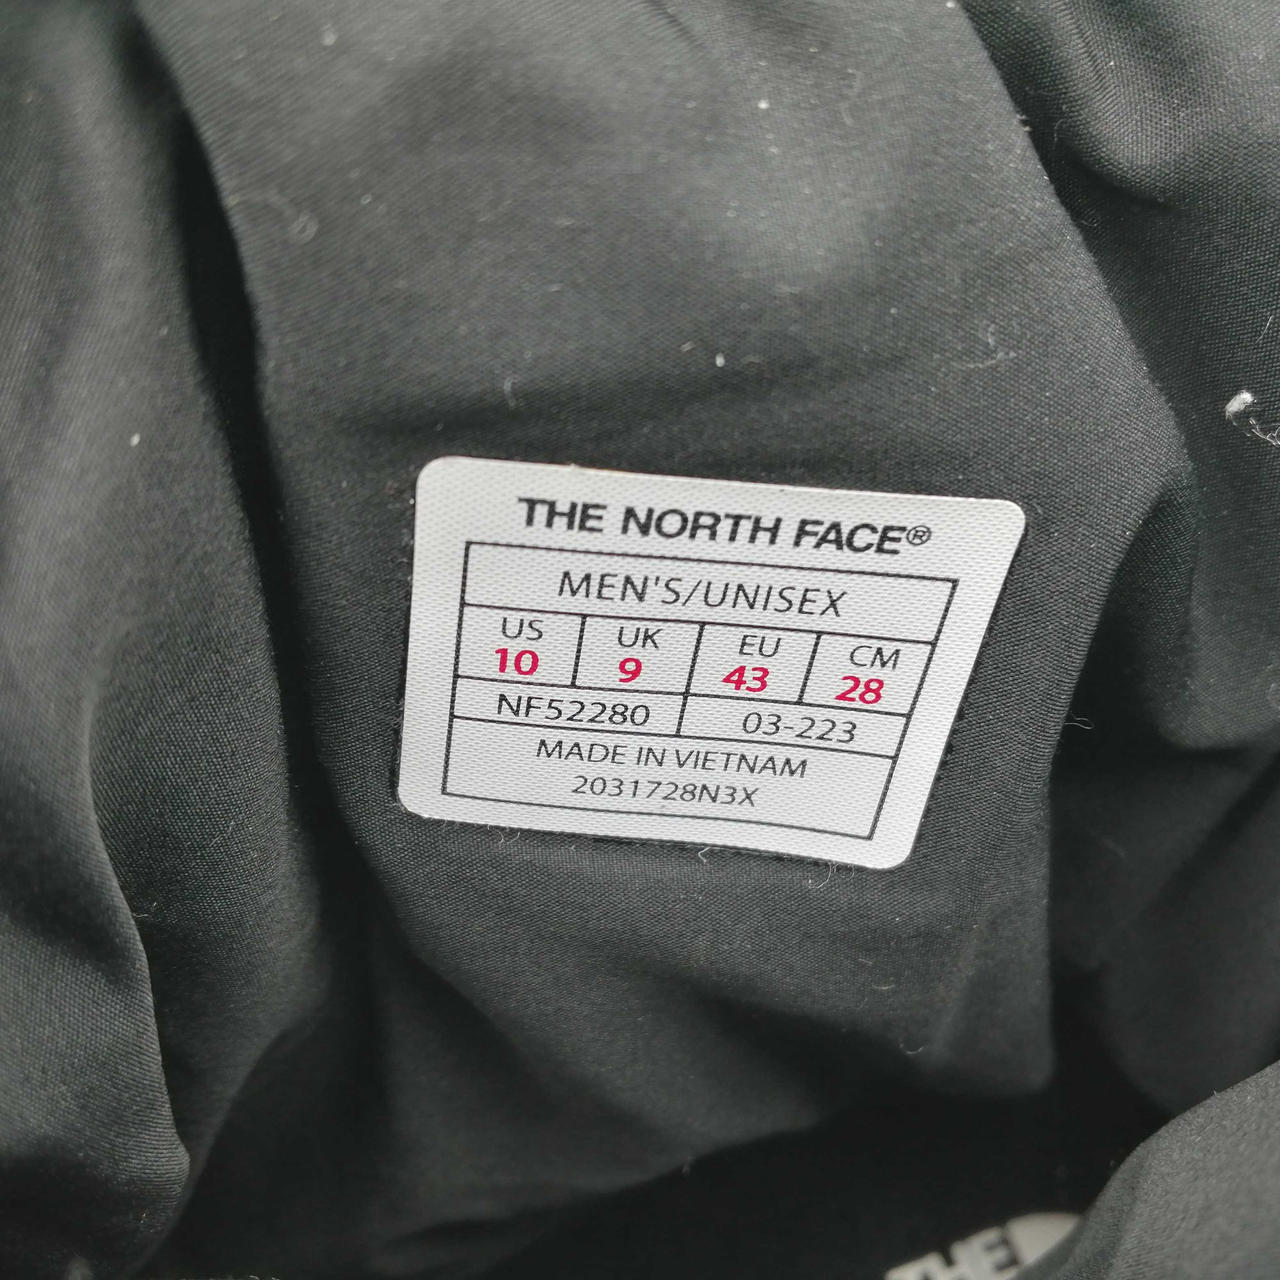 THE NORTH FACE®
MEN'S/UNISEX
US UK EU CM
10 9 43 28
NF52280 03-223
MADE IN VIETNAM
2031728N3X
THE